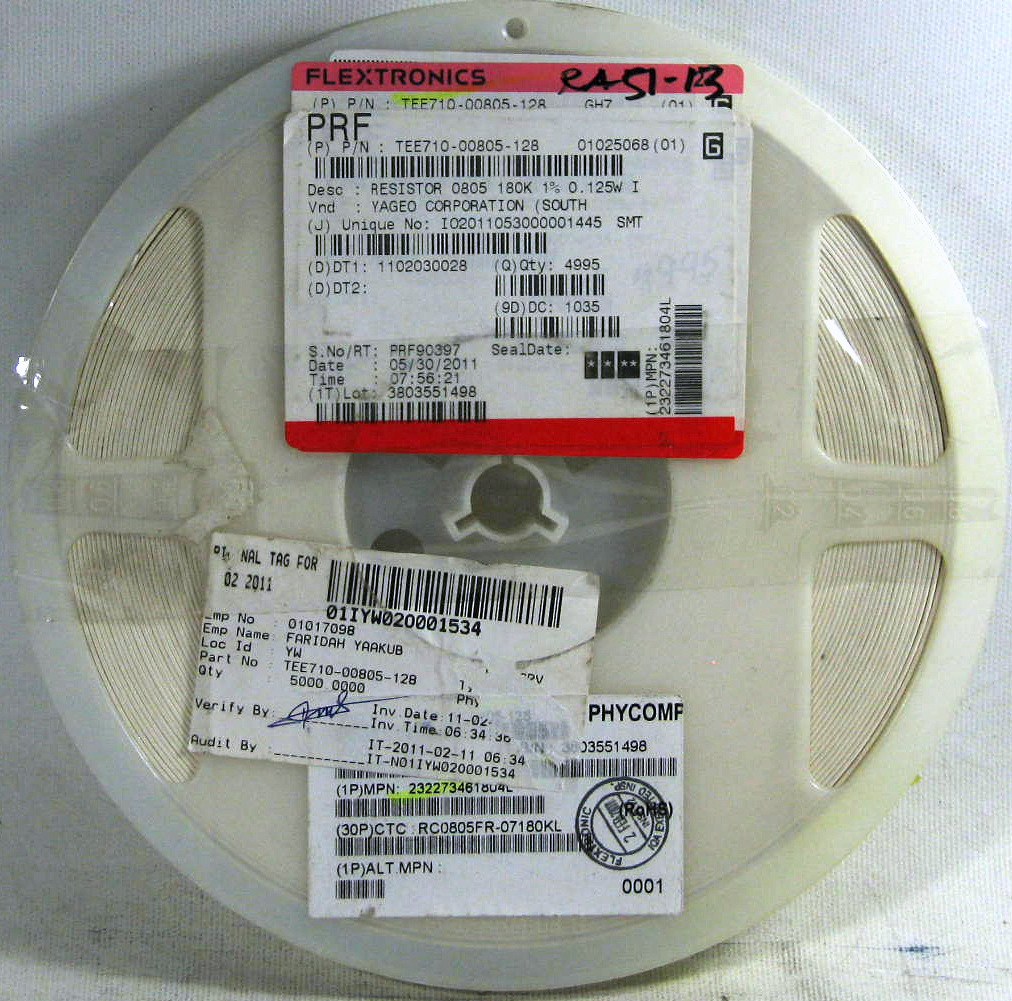 FLEXTRONICS RA51-123
(P) P/N : TEE710-00805-128 GH7 (01) G
PRF
(P) P/N : TEE710-00805-128 01025068(01) G
Desc : RESISTOR 0805 180K 1% 0.125W I
Vnd : YAGEO CORPORATION (SOUTH
(J) Unique No: IO2011053000001445 SMT
(D)DT1: 1102030028 (Q)Qty: 4995
4995
(D)DT2:
(9D)DC: 1035
S.No/RT: PRF90397 SealDate: * * **
Date : 05/30/2011
Time : 07:56:21
(1T)Lot: 3803551498
(1P)MPN:
232273461804L
NAL TAG FOR
02 2011
01IYW020001534
Emp No : 01017098
Emp Name: FARIDAH YAAKUB
Loc Id : YW
Part No : TEE710-00805-128
Qty : 5000.0000
Verify By: Inv.Date:11-02-
Inv.Time:06:34:36
Audit By : IT-2011-02-11 06:34
IT-N01IYW020001534
PHYCOMP
3803551498
(1P)MPN: 232273461804L
(RoHS)
(30P)CTC : RC0805FR-07180KL
(1P)ALT.MPN :
0001